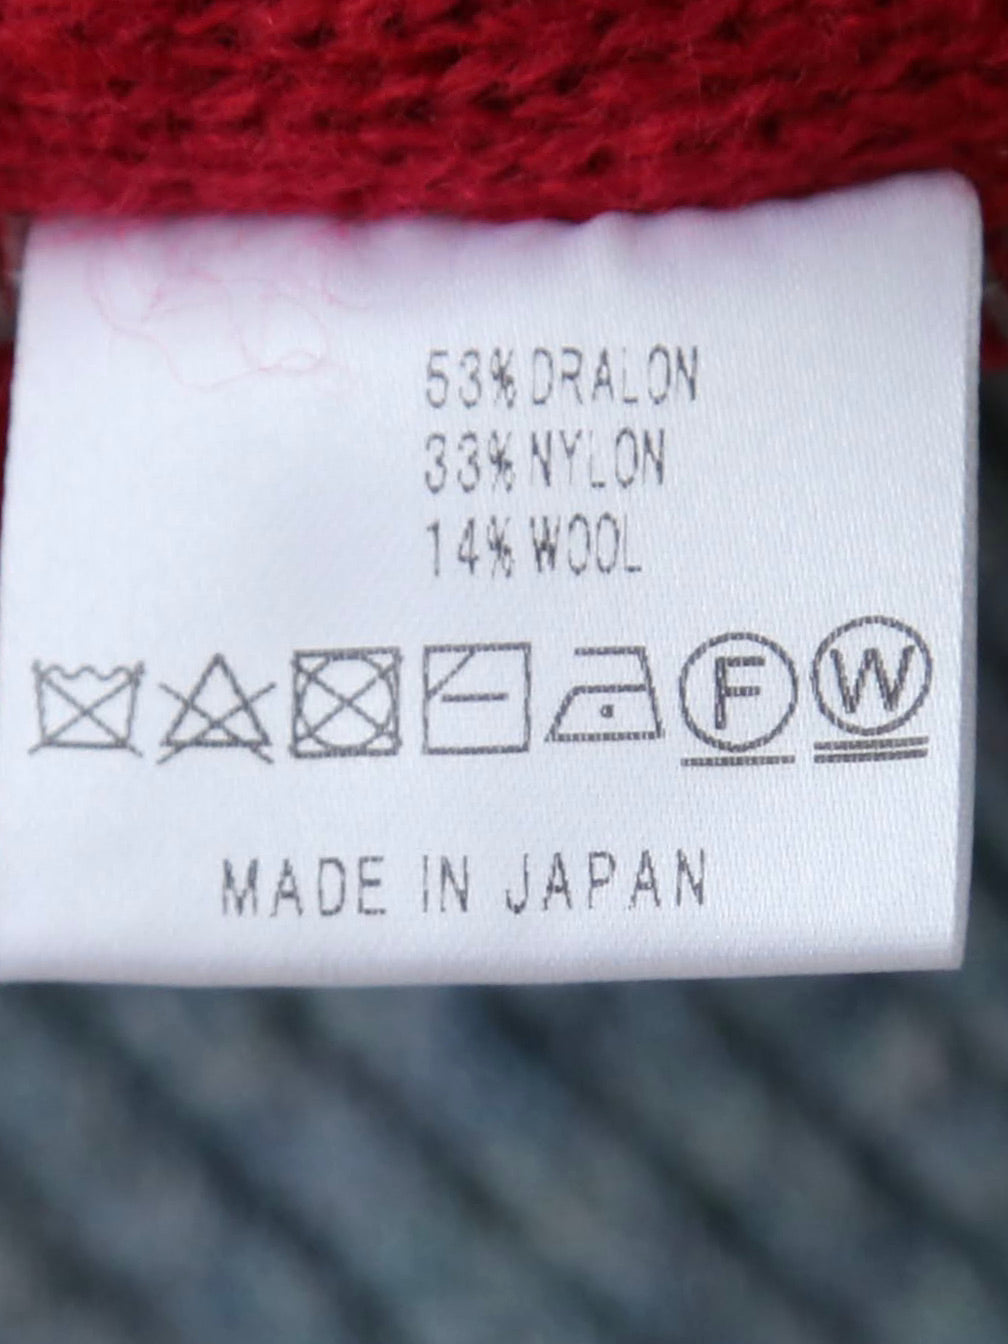 53% DRALON
33% NYLON
14% WOOL
F W
MADE IN JAPAN